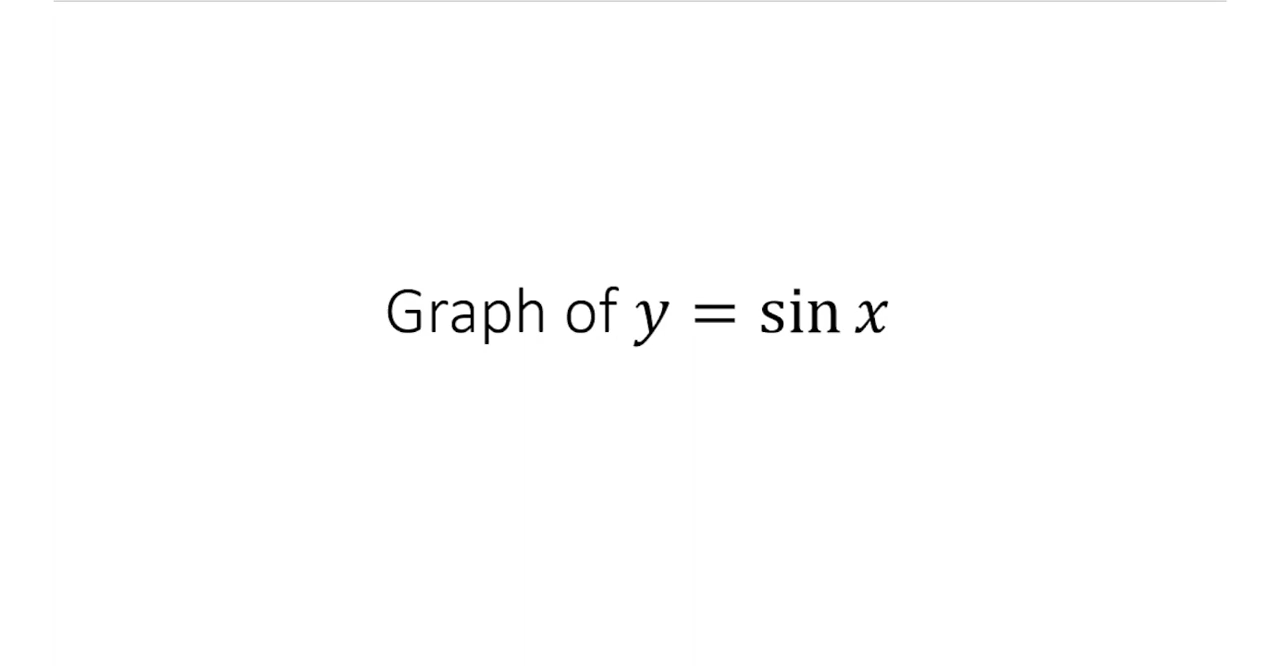 Graph of y = sin x